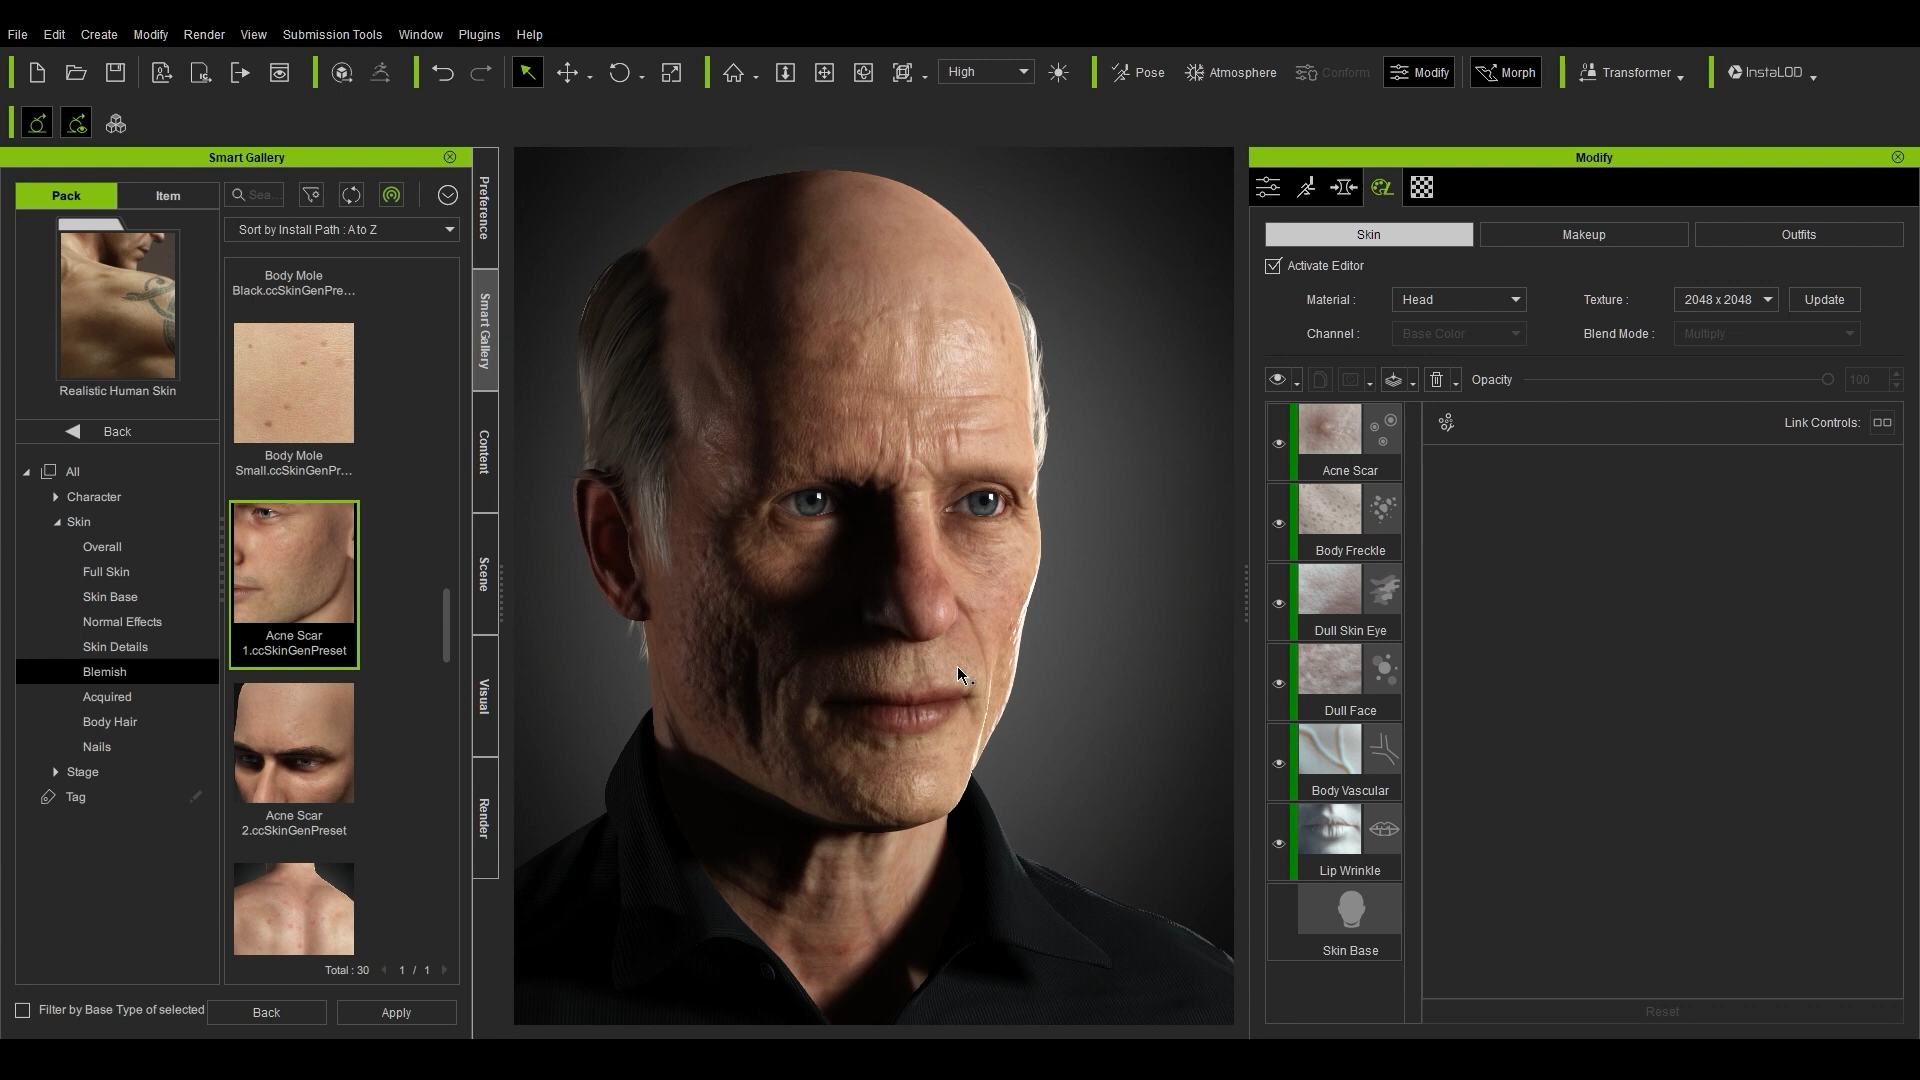 File Edit Create Modify Render View Submission Tools Window Plugins Help
High Pose Atmosphere Conform Modify Morph Transformer InstaLOD
Smart Gallery
Pack Item
Sea...
Sort by Install Path : A to Z
Realistic Human Skin
Back
All
Character
Skin
Overall
Full Skin
Skin Base
Normal Effects
Skin Details
Blemish
Acquired
Body Hair
Nails
Stage
Tag
Body Mole
Black.ccSkinGenPre...
Body Mole
Small.ccSkinGenPr...
Acne Scar
1.ccSkinGenPreset
Acne Scar
2.ccSkinGenPreset
Total : 30 1 / 1
Filter by Base Type of selected Back Apply
Preference
Smart Gallery
Content
Scene
Visual
Render
Modify
Skin Makeup Outfits
Activate Editor
Material : Head Texture : 2048 x 2048 Update
Channel : Base Color Blend Mode : Multiply
Opacity 100
Link Controls:
Acne Scar
Body Freckle
Dull Skin Eye
Dull Face
Body Vascular
Lip Wrinkle
Skin Base
Reset